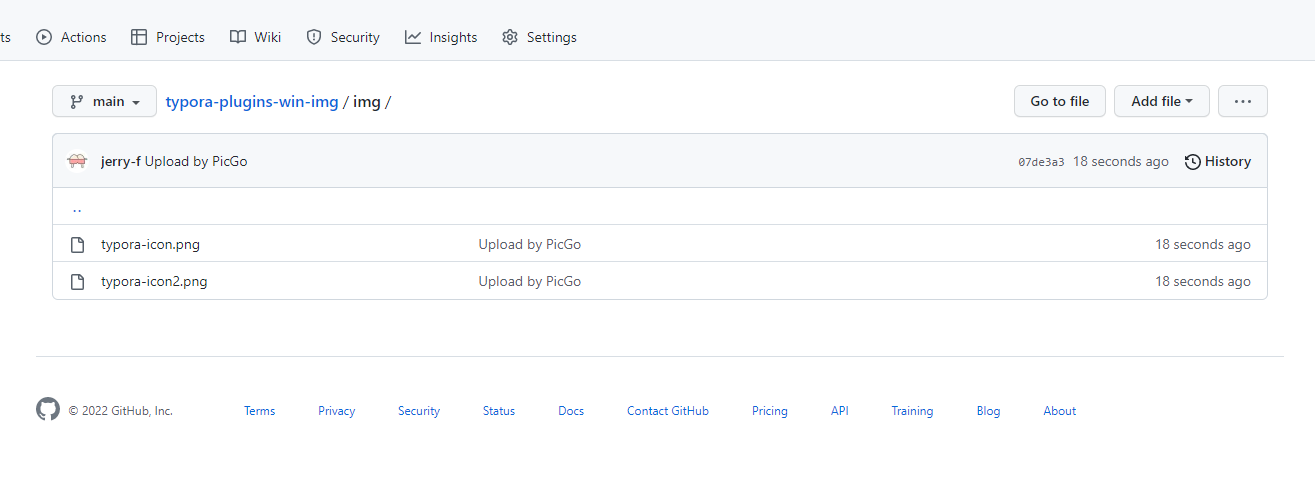 ts Actions Projects Wiki Security Insights Settings
main typora-plugins-win-img / img / Go to file Add file ...
jerry-f Upload by PicGo 07de3a3 18 seconds ago History
..
typora-icon.png Upload by PicGo 18 seconds ago
typora-icon2.png Upload by PicGo 18 seconds ago
© 2022 GitHub, Inc. Terms Privacy Security Status Docs Contact GitHub Pricing API Training Blog About